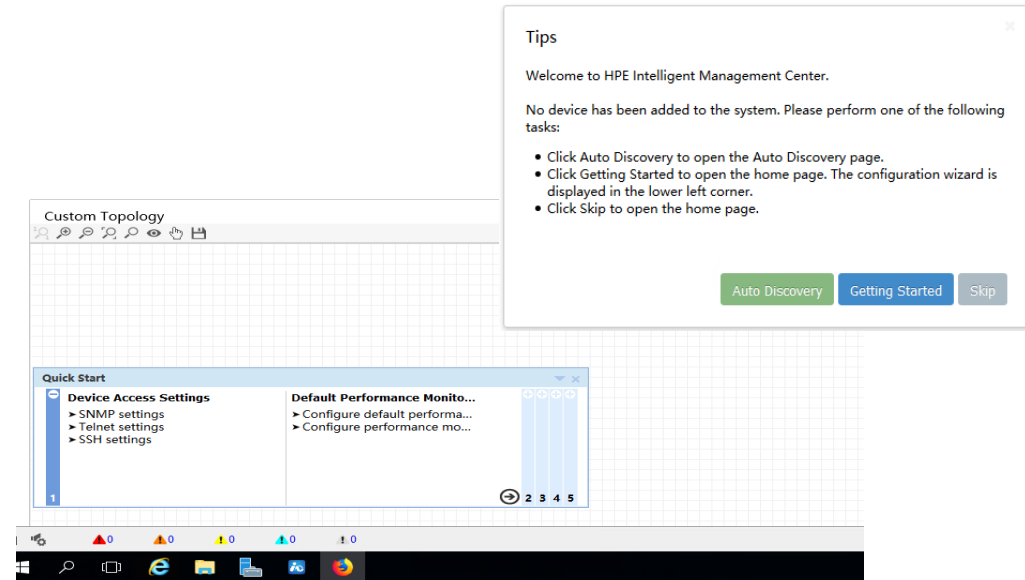 Tips
Welcome to HPE Intelligent Management Center.
No device has been added to the system. Please perform one of the following
tasks:
Click Auto Discovery to open the Auto Discovery page.
Click Getting Started to open the home page. The configuration wizard is
displayed in the lower left corner.
Click Skip to open the home page.
Auto Discovery Getting Started Skip
Custom Topology
Quick Start
Device Access Settings
SNMP settings
Telnet settings
SSH settings
Default Performance Monito...
Configure default performa...
Configure performance mo...
1 2 3 4 5
0 0 0 0 0